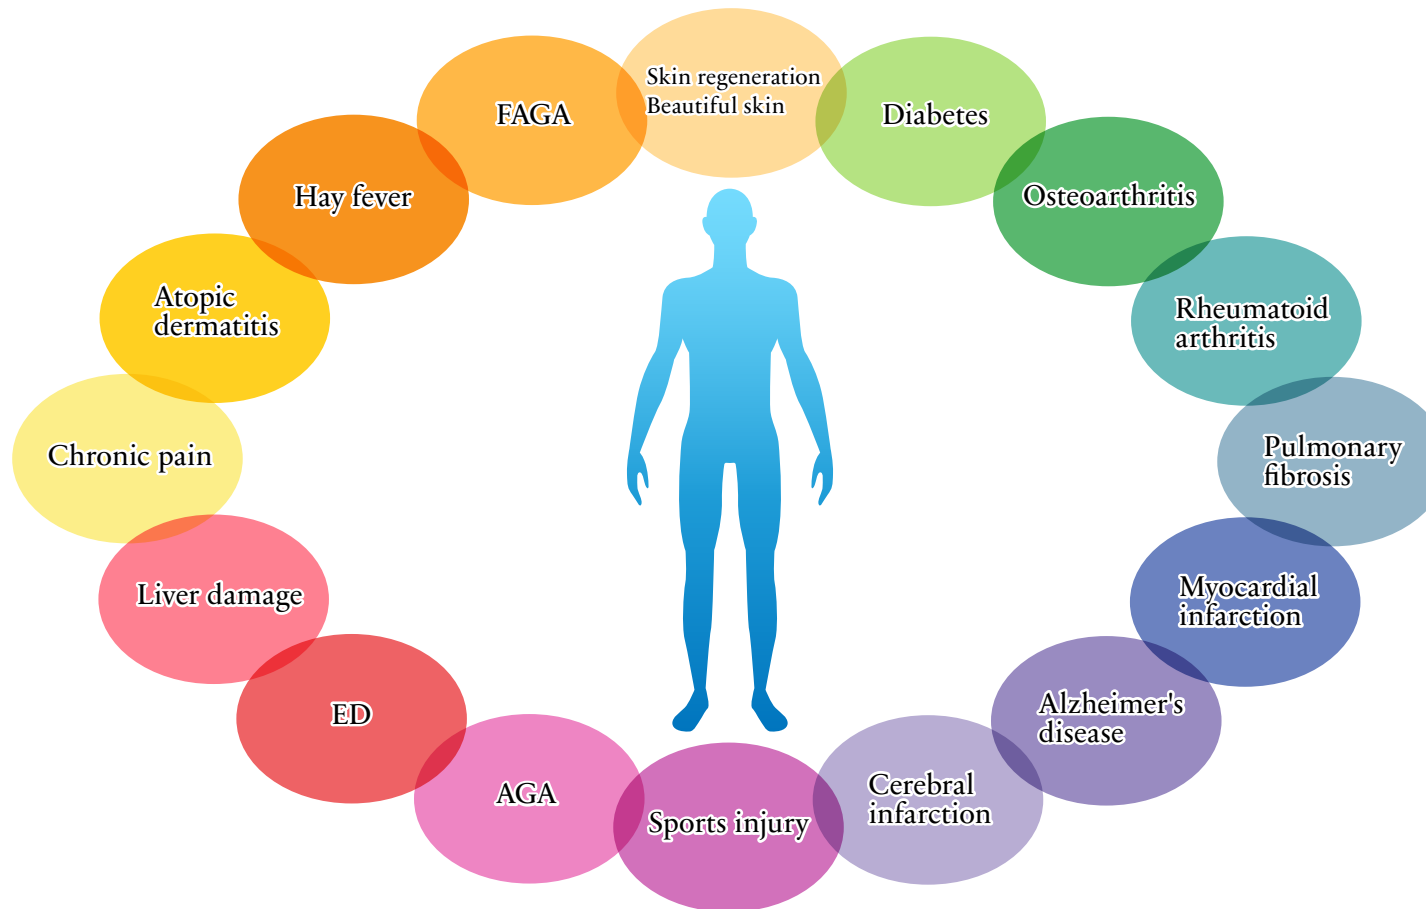 Skin regeneration
Beautiful skin
Diabetes
Osteoarthritis
Rheumatoid
arthritis
Pulmonary
fibrosis
Myocardial
infarction
Alzheimer's
disease
Cerebral
infarction
Sports injury
AGA
ED
Liver damage
Chronic pain
Atopic
dermatitis
Hay fever
FAGA